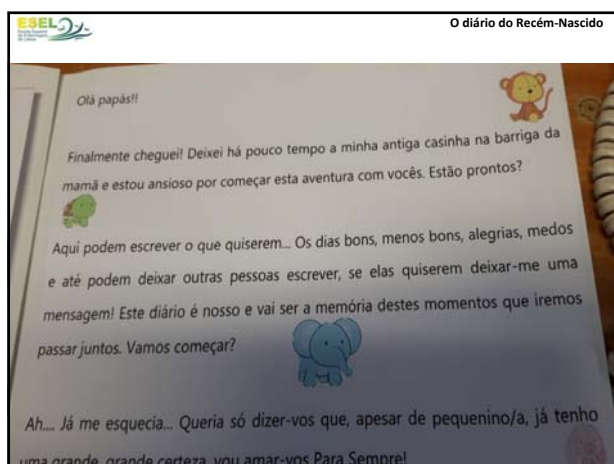 ESEL
O diário do Recém-Nascido
Olá papás!!
Finalmente cheguei! Deixei há pouco tempo a minha antiga casinha na barriga da
mamã e estou ansioso por começar esta aventura com vocês. Estão prontos?
Aqui podem escrever o que quiserem... Os dias bons, menos bons, alegrias, medos
e até podem deixar outras pessoas escrever, se elas quiserem deixar-me uma
mensagem! Este diário é nosso e vai ser a memória destes momentos que iremos
passar juntos. Vamos começar?
Ah.... Já me esquecia... Queria só dizer-vos que, apesar de pequenino/a, já tenho
uma grande, grande certeza, vou amar-vos Para Sempre!